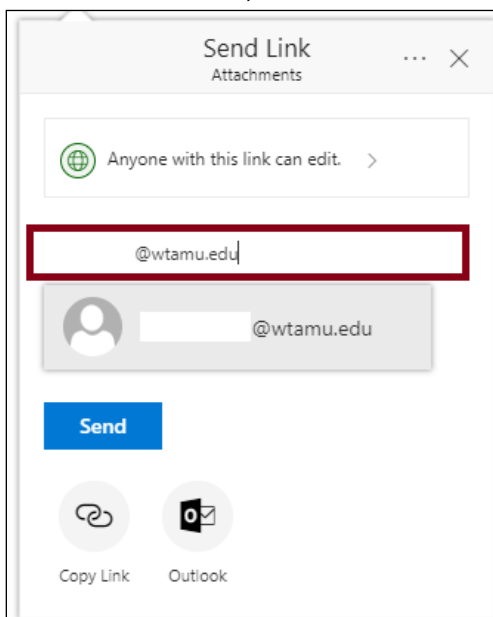 Send Link
Attachments
Anyone with this link can edit.
@wtamu.edu
@wtamu.edu
Send
Copy Link
Outlook